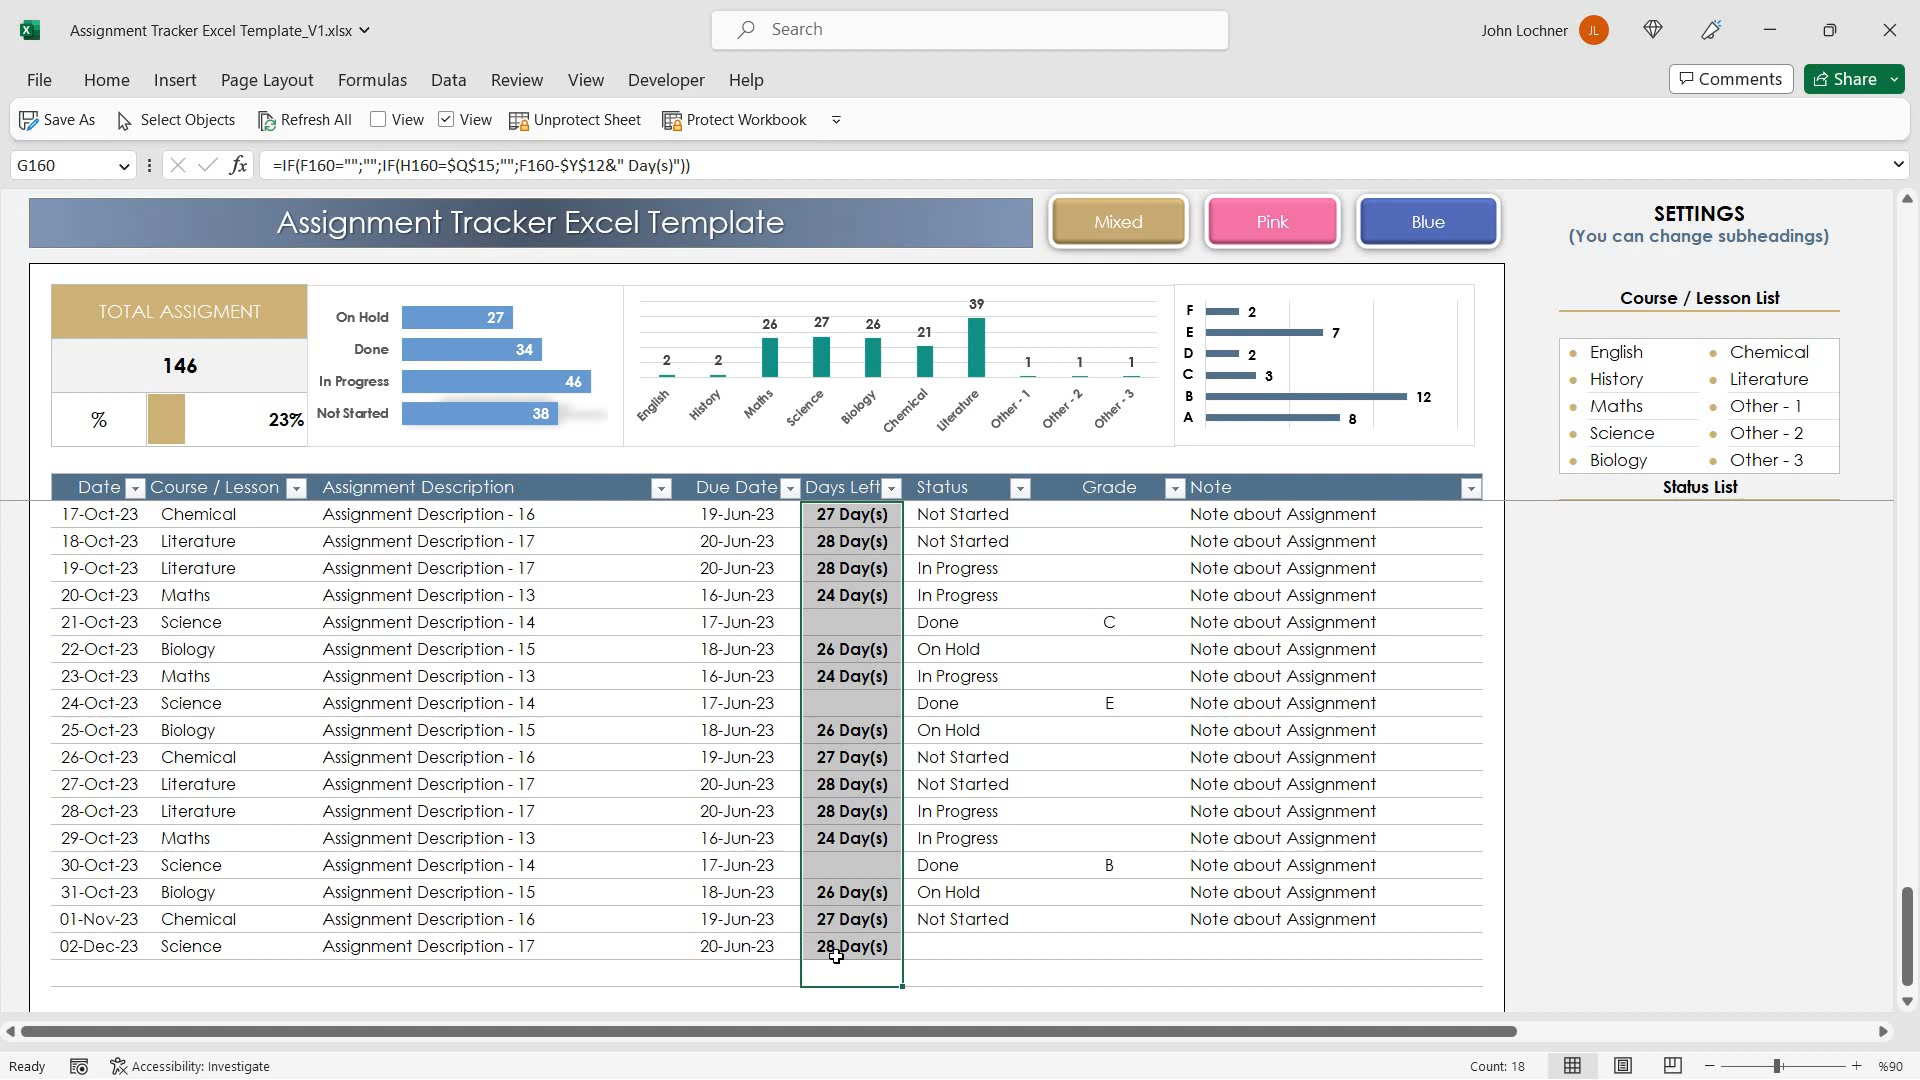 Assignment Tracker Excel Template_V1.xlsx
Search
John Lochner
JL
File Home Insert Page Layout Formulas Data Review View Developer Help
Comments
Share
Save As Select Objects Refresh All View View Unprotect Sheet Protect Workbook
G160
fx
=IF(F160="";"";IF(H160=$Q$15;"";F160-$Y$12&" Day(s)"))
Assignment Tracker Excel Template
Mixed
Pink
Blue
SETTINGS
(You can change subheadings)
TOTAL ASSIGMENT
146
% 23%
On Hold 27
Done 34
In Progress 46
Not Started 38
2 2 26 27 26 21 39 1 1 1
English History Maths Science Biology Chemical Literature Other - 1 Other - 2 Other - 3
F 2
E 7
D 2
C 3
B 12
A 8
Course / Lesson List
English Chemical
History Literature
Maths Other - 1
Science Other - 2
Biology Other - 3
Status List
Date Course / Lesson Assignment Description Due Date Days Left Status Grade Note
17-Oct-23 Chemical Assignment Description - 16 19-Jun-23 27 Day(s) Not Started Note about Assignment
18-Oct-23 Literature Assignment Description - 17 20-Jun-23 28 Day(s) Not Started Note about Assignment
19-Oct-23 Literature Assignment Description - 17 20-Jun-23 28 Day(s) In Progress Note about Assignment
20-Oct-23 Maths Assignment Description - 13 16-Jun-23 24 Day(s) In Progress Note about Assignment
21-Oct-23 Science Assignment Description - 14 17-Jun-23 Done C Note about Assignment
22-Oct-23 Biology Assignment Description - 15 18-Jun-23 26 Day(s) On Hold Note about Assignment
23-Oct-23 Maths Assignment Description - 13 16-Jun-23 24 Day(s) In Progress Note about Assignment
24-Oct-23 Science Assignment Description - 14 17-Jun-23 Done E Note about Assignment
25-Oct-23 Biology Assignment Description - 15 18-Jun-23 26 Day(s) On Hold Note about Assignment
26-Oct-23 Chemical Assignment Description - 16 19-Jun-23 27 Day(s) Not Started Note about Assignment
27-Oct-23 Literature Assignment Description - 17 20-Jun-23 28 Day(s) Not Started Note about Assignment
28-Oct-23 Literature Assignment Description - 17 20-Jun-23 28 Day(s) In Progress Note about Assignment
29-Oct-23 Maths Assignment Description - 13 16-Jun-23 24 Day(s) In Progress Note about Assignment
30-Oct-23 Science Assignment Description - 14 17-Jun-23 Done B Note about Assignment
31-Oct-23 Biology Assignment Description - 15 18-Jun-23 26 Day(s) On Hold Note about Assignment
01-Nov-23 Chemical Assignment Description - 16 19-Jun-23 27 Day(s) Not Started Note about Assignment
02-Dec-23 Science Assignment Description - 17 20-Jun-23 28 Day(s)
Ready
Accessibility: Investigate
Count: 18
%90